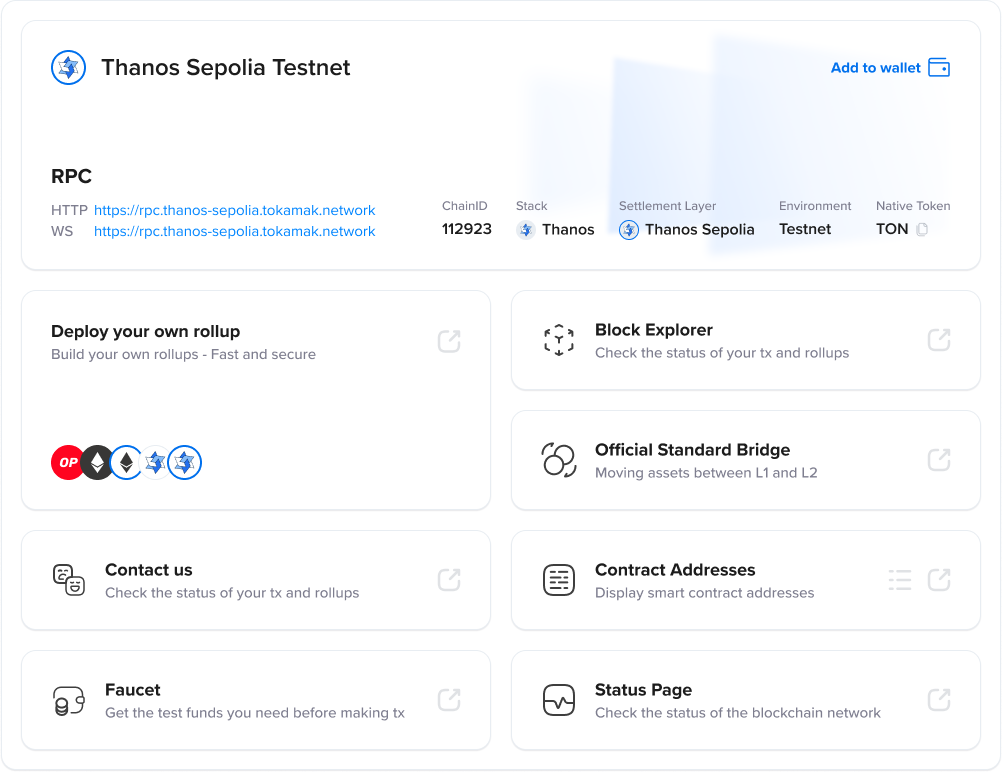 Thanos Sepolia Testnet
Add to wallet
RPC
HTTP https://rpc.thanos-sepolia.tokamak.network
WS https://rpc.thanos-sepolia.tokamak.network
ChainID
112923
Stack
Thanos
Settlement Layer
Thanos Sepolia
Environment
Testnet
Native Token
TON
Deploy your own rollup
Build your own rollups - Fast and secure
OP
Block Explorer
Check the status of your tx and rollups
Official Standard Bridge
Moving assets between L1 and L2
Contact us
Check the status of your tx and rollups
Contract Addresses
Display smart contract addresses
Faucet
Get the test funds you need before making tx
Status Page
Check the status of the blockchain network